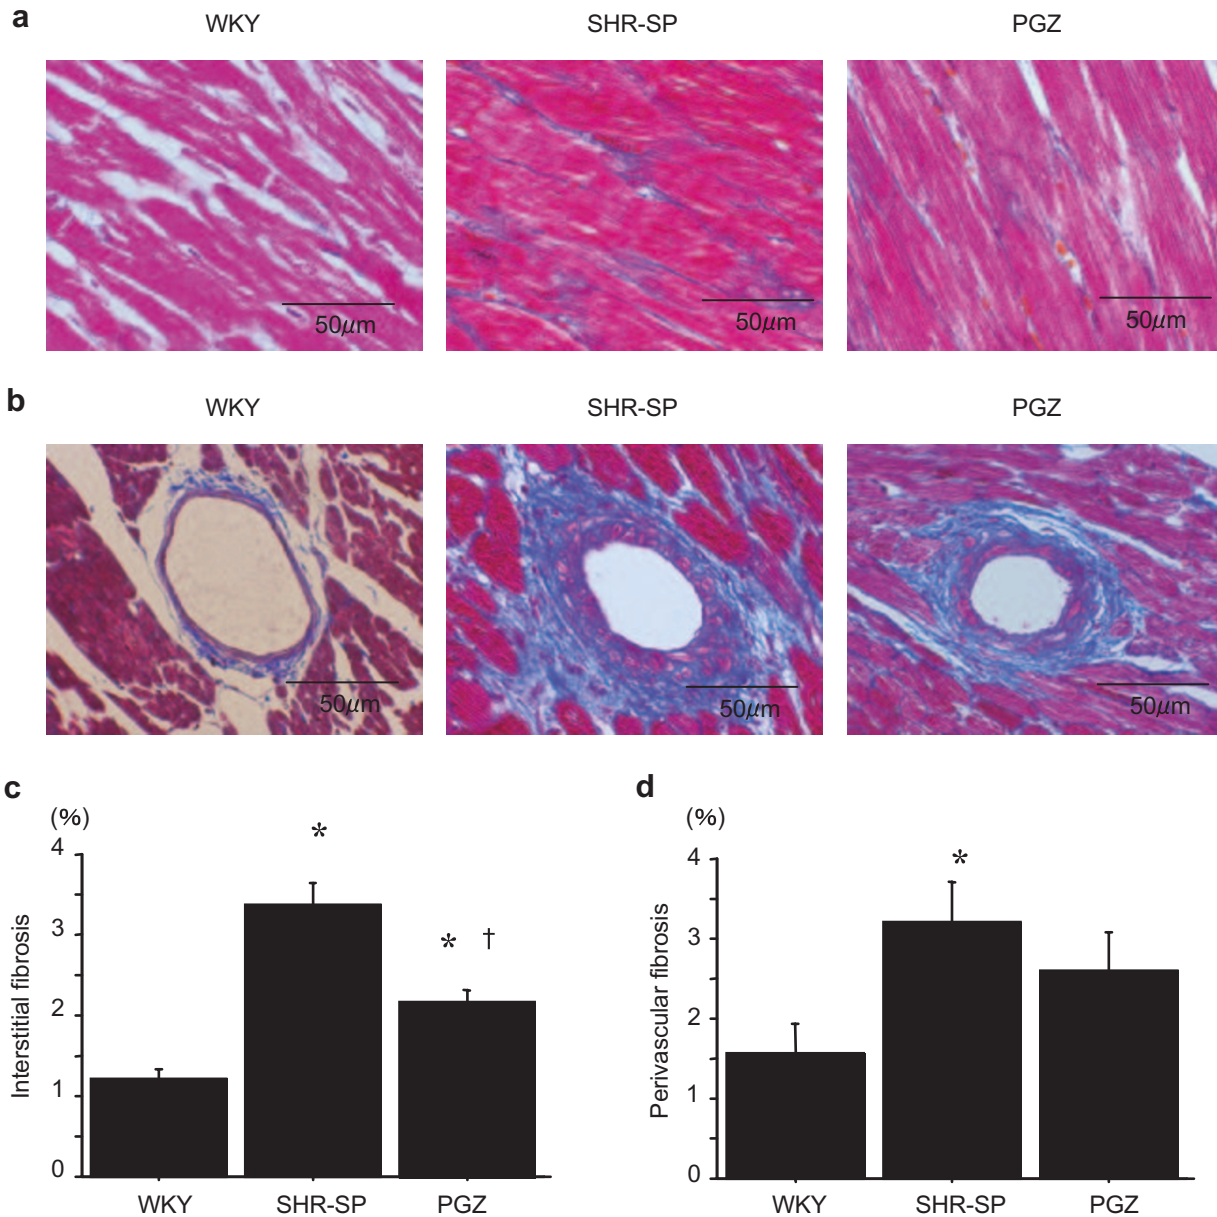 a
WKY SHR-SP PGZ
50μm 50μm 50μm
b
WKY SHR-SP PGZ
50μm 50μm 50μm
c
(%)
4
3
2
1
0
Interstitial fibrosis
*
* †
WKY SHR-SP PGZ
d
(%)
4
3
2
1
0
Perivascular fibrosis
*
WKY SHR-SP PGZ